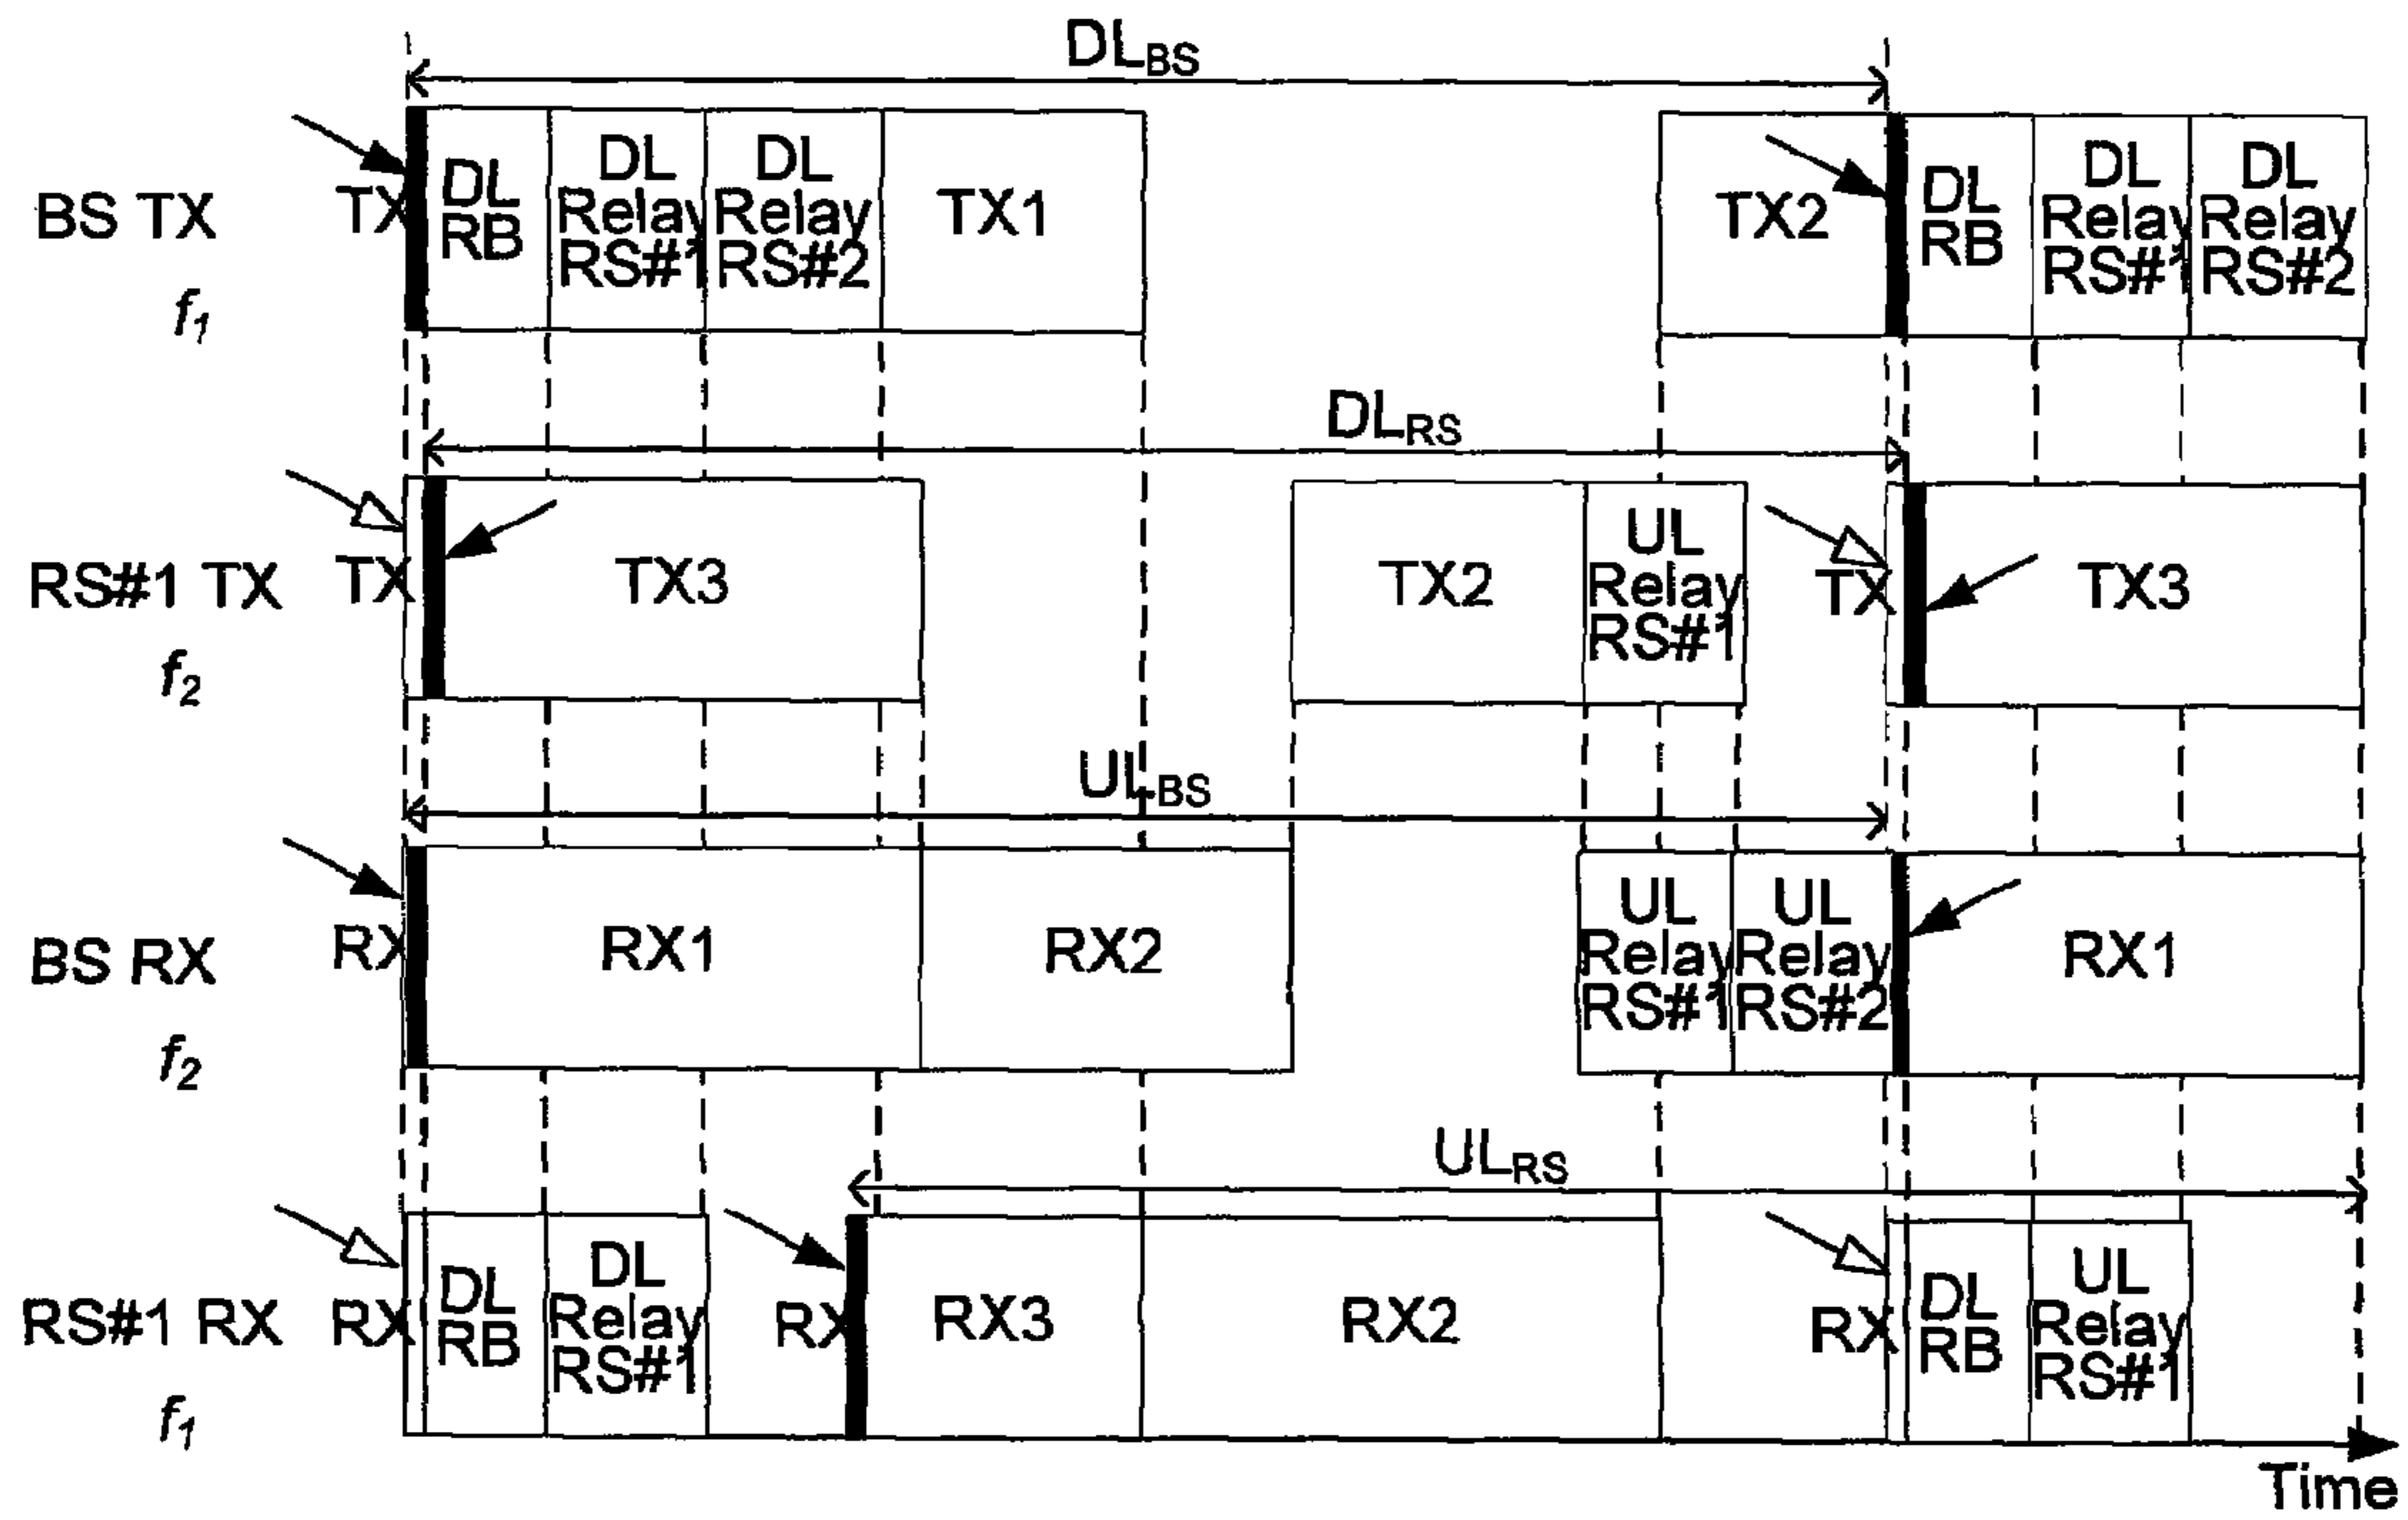 DLBS
BS TX
f1
TX
DL RB
DL Relay RS#1
DL Relay RS#2
TX1
TX2
DL RB
DL Relay RS#1
DL Relay RS#2
DLRS
RS#1 TX
f2
TX
TX3
TX2
UL Relay RS#1
TX
TX3
ULBS
BS RX
f2
RX
RX1
RX2
UL Relay RS#1
UL Relay RS#2
RX1
ULRS
RS#1 RX
f1
RX
DL RB
DL Relay RS#1
RX
RX3
RX2
RX
DL RB
UL Relay RS#1
Time